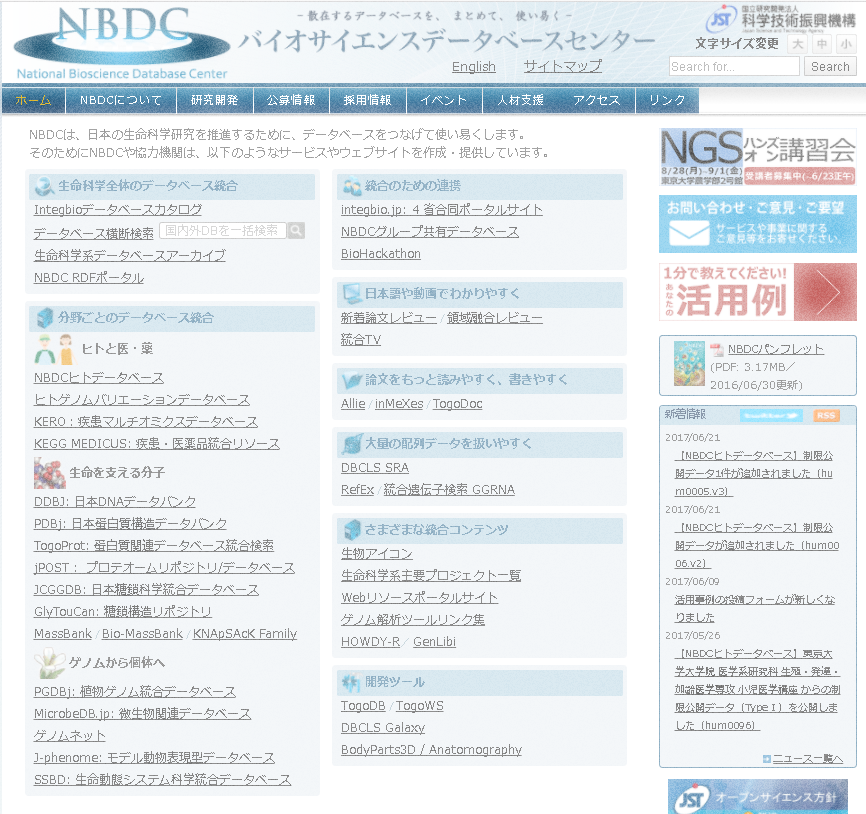 NBDC
National Bioscience Database Center
- 散在するデータベースを、まとめて、使い易く -
バイオサイエンスデータベースセンター
English サイトマップ
JST 国立研究開発法人
科学技術振興機構
Japan Science and Technology Agency
文字サイズ変更 大 中 小
Search for... Search
ホーム NBDCについて 研究開発 公募情報 採用情報 イベント 人材支援 アクセス リンク
NBDCは、日本の生命科学研究を推進するために、データベースをつなげて使い易くします。
そのためにNBDCや協力機関は、以下のようなサービスやウェブサイトを作成・提供しています。
生命科学全体のデータベース統合
Integbioデータベースカタログ
データベース横断検索 国内外DBを一括検索
生命科学系データベースアーカイブ
NBDC RDFポータル
分野ごとのデータベース統合
ヒトと医・薬
NBDCヒトデータベース
ヒトゲノムバリエーションデータベース
KERO：疾患マルチオミクスデータベース
KEGG MEDICUS: 疾患・医薬品統合リソース
生命を支える分子
DDBJ: 日本DNAデータバンク
PDBj: 日本蛋白質構造データバンク
TogoProt: 蛋白質関連データベース統合検索
jPOST： プロテオームリポジトリ/データベース
JCGGDB: 日本糖鎖科学統合データベース
GlyTouCan: 糖鎖構造リポジトリ
MassBank / Bio-MassBank / KNApSAcK Family
ゲノムから個体へ
PGDBj: 植物ゲノム統合データベース
MicrobeDB.jp: 微生物関連データベース
ゲノムネット
J-phenome: モデル動物表現型データベース
SSBD: 生命動態システム科学統合データベース
統合のための連携
integbio.jp: 4 省合同ポータルサイト
NBDCグループ共有データベース
BioHackathon
日本語や動画でわかりやすく
新着論文レビュー / 領域融合レビュー
統合TV
論文をもっと読みやすく、書きやすく
Allie / inMeXes / TogoDoc
大量の配列データを扱いやすく
DBCLS SRA
RefEx / 統合遺伝子検索 GGRNA
さまざまな統合コンテンツ
生物アイコン
生命科学系主要プロジェクト一覧
Webリソースポータルサイト
ゲノム解析ツールリンク集
HOWDY-R / GenLibi
開発ツール
TogoDB / TogoWS
DBCLS Galaxy
BodyParts3D / Anatomography
NGS ハンズオン講習会
8/28(月)~9/1(金)
東京大学農学部2号館 受講者募集中(~6/23正午)
お問い合わせ・ご意見・ご要望
サービスや事業に関する
ご意見等をお寄せください。
1分で教えてください!
あなたの活用例
NBDCパンフレット
(PDF: 3.17MB／
2016/06/30更新)
新着情報 RSS
2017/06/21
【NBDCヒトデータベース】制限公
開データ1件が追加されました（hu
m0005.v3）
2017/06/21
【NBDCヒトデータベース】制限公
開データが追加されました（hum00
06.v2）
2017/06/09
活用事例の投稿フォームが新しくな
りました
2017/05/26
【NBDCヒトデータベース】東京大
学大学院 医学系研究科 生殖・発達・
加齢医学専攻 小児医学講座 からの制
限公開データ（Type I）を公開しま
した（hum0096）
ニュース一覧へ
JST オープンサイエンス方針